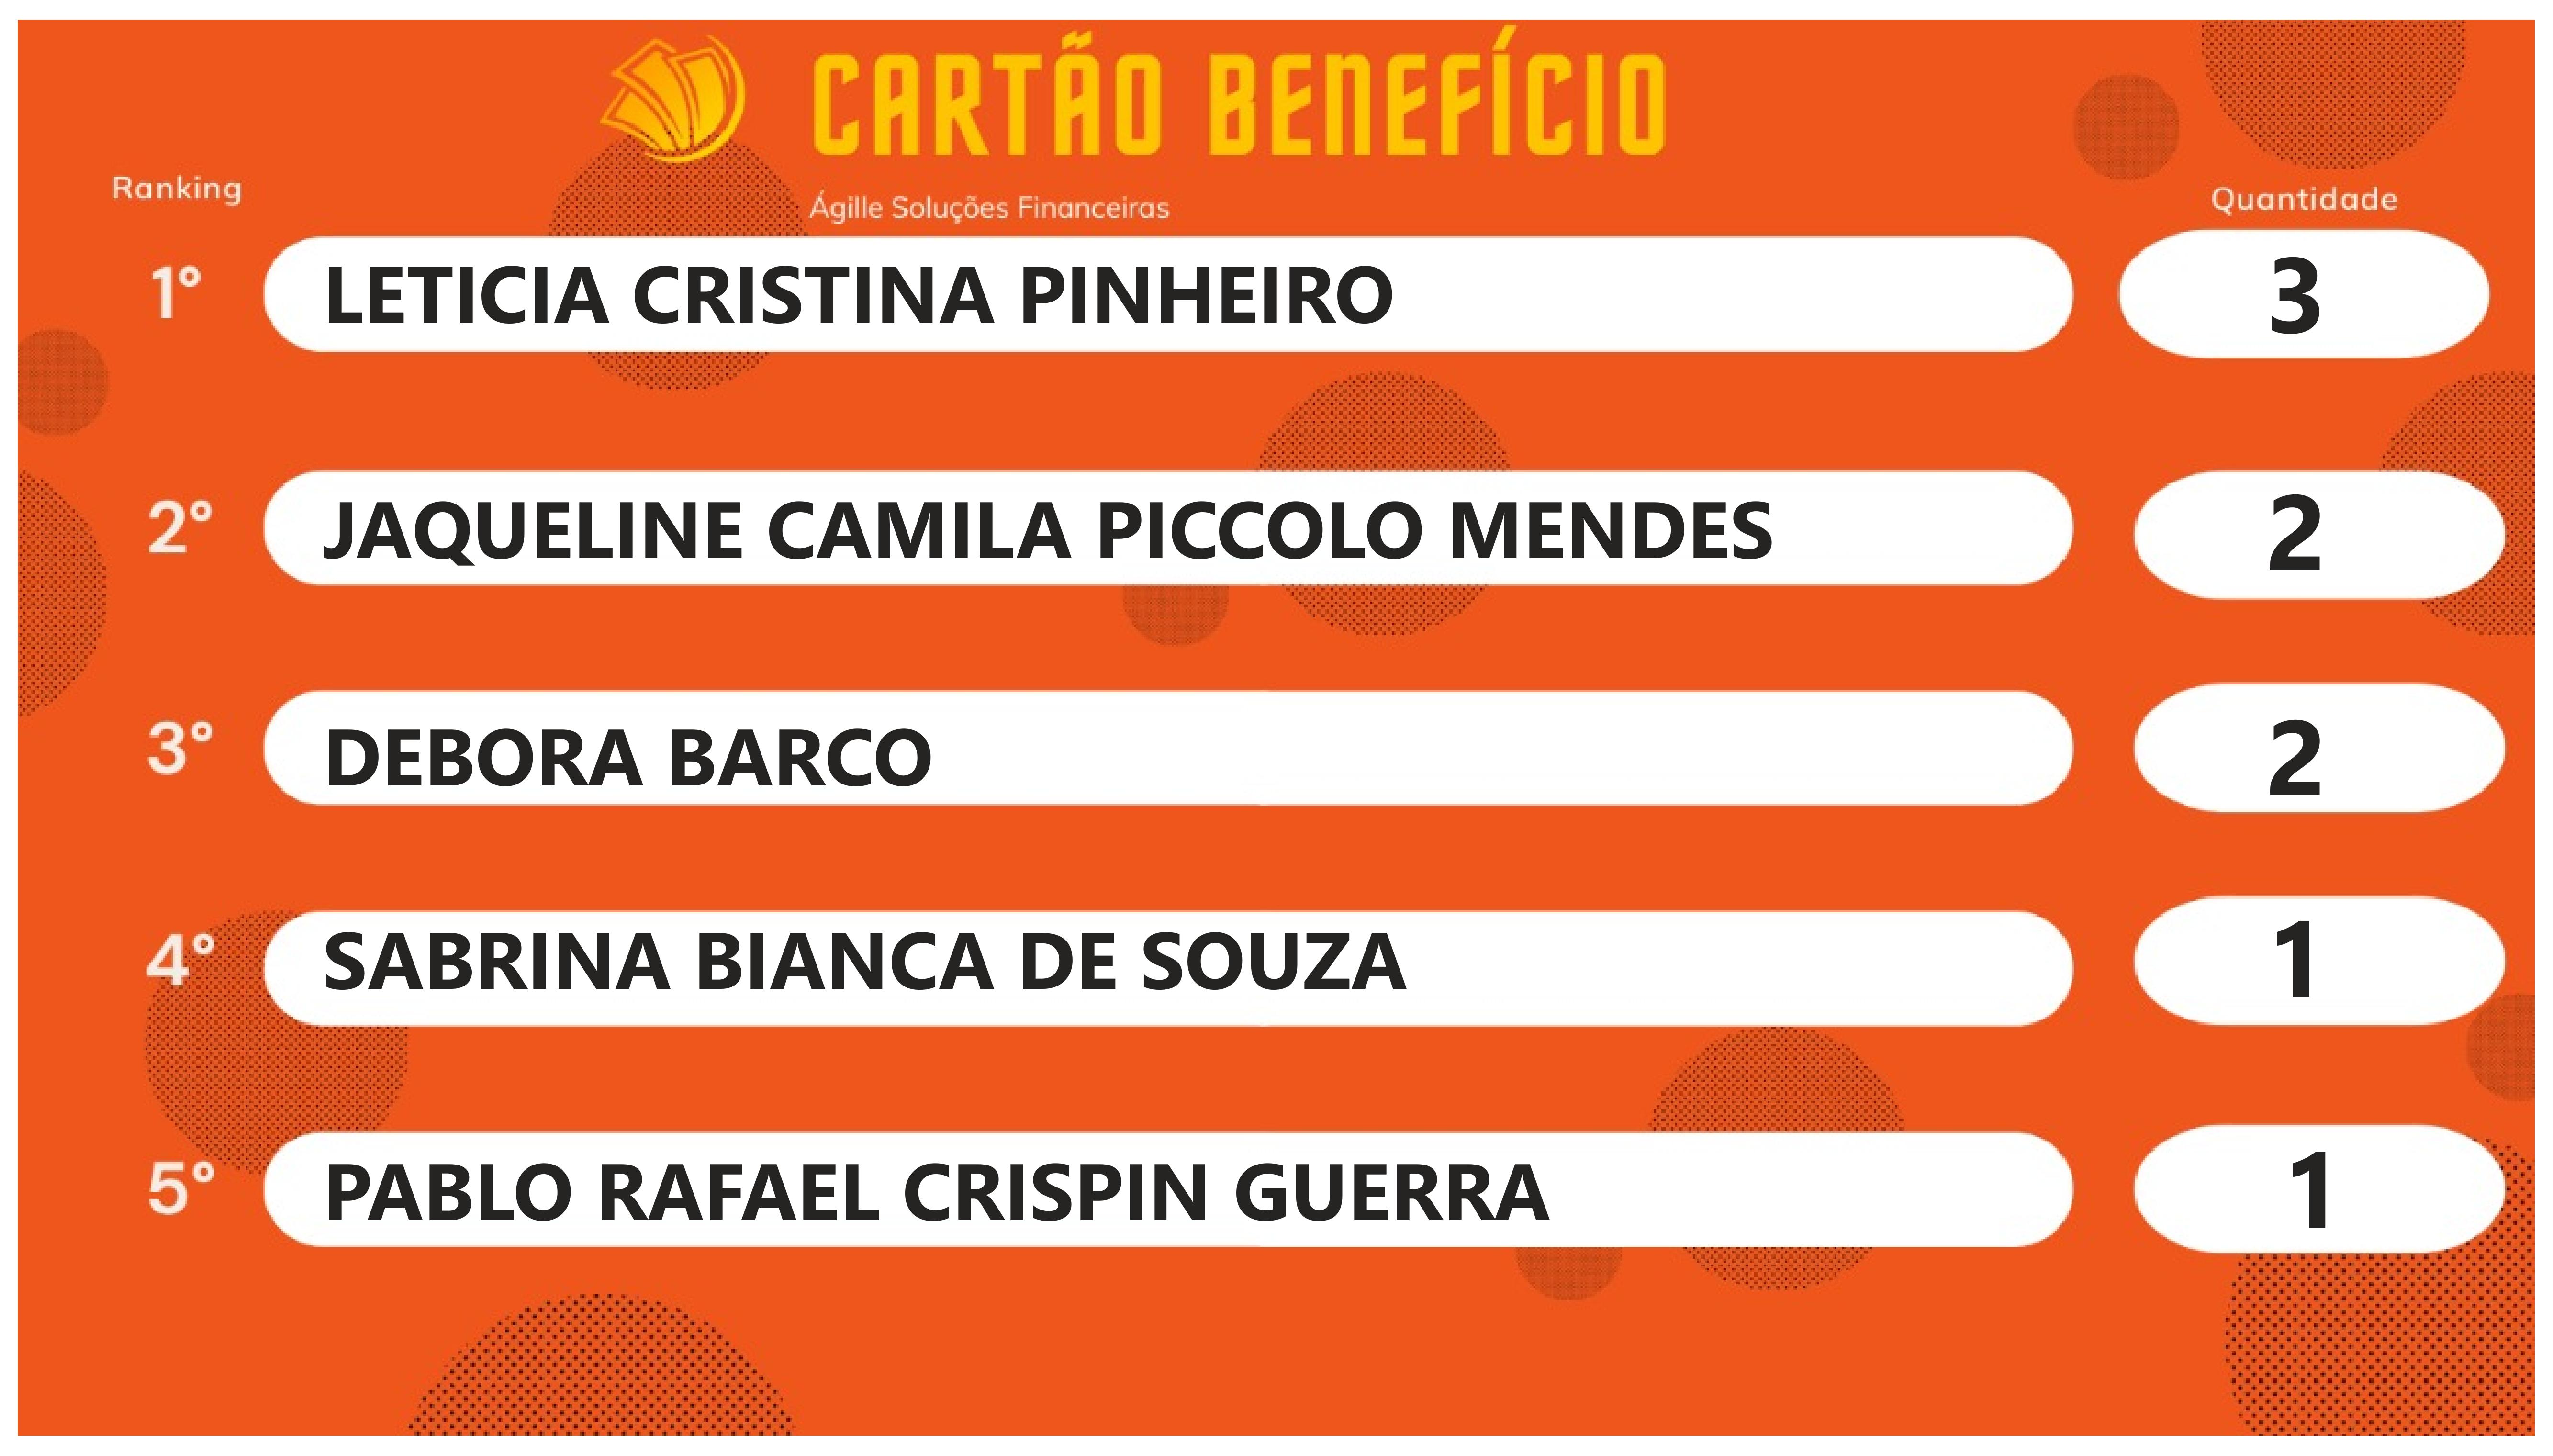 CARTÃO BENEFÍCIO
Ranking
Ágille Soluções Financeiras
Quantidade
1° LETICIA CRISTINA PINHEIRO 3
2° JAQUELINE CAMILA PICCOLO MENDES 2
3° DEBORA BARCO 2
4° SABRINA BIANCA DE SOUZA 1
5° PABLO RAFAEL CRISPIN GUERRA 1